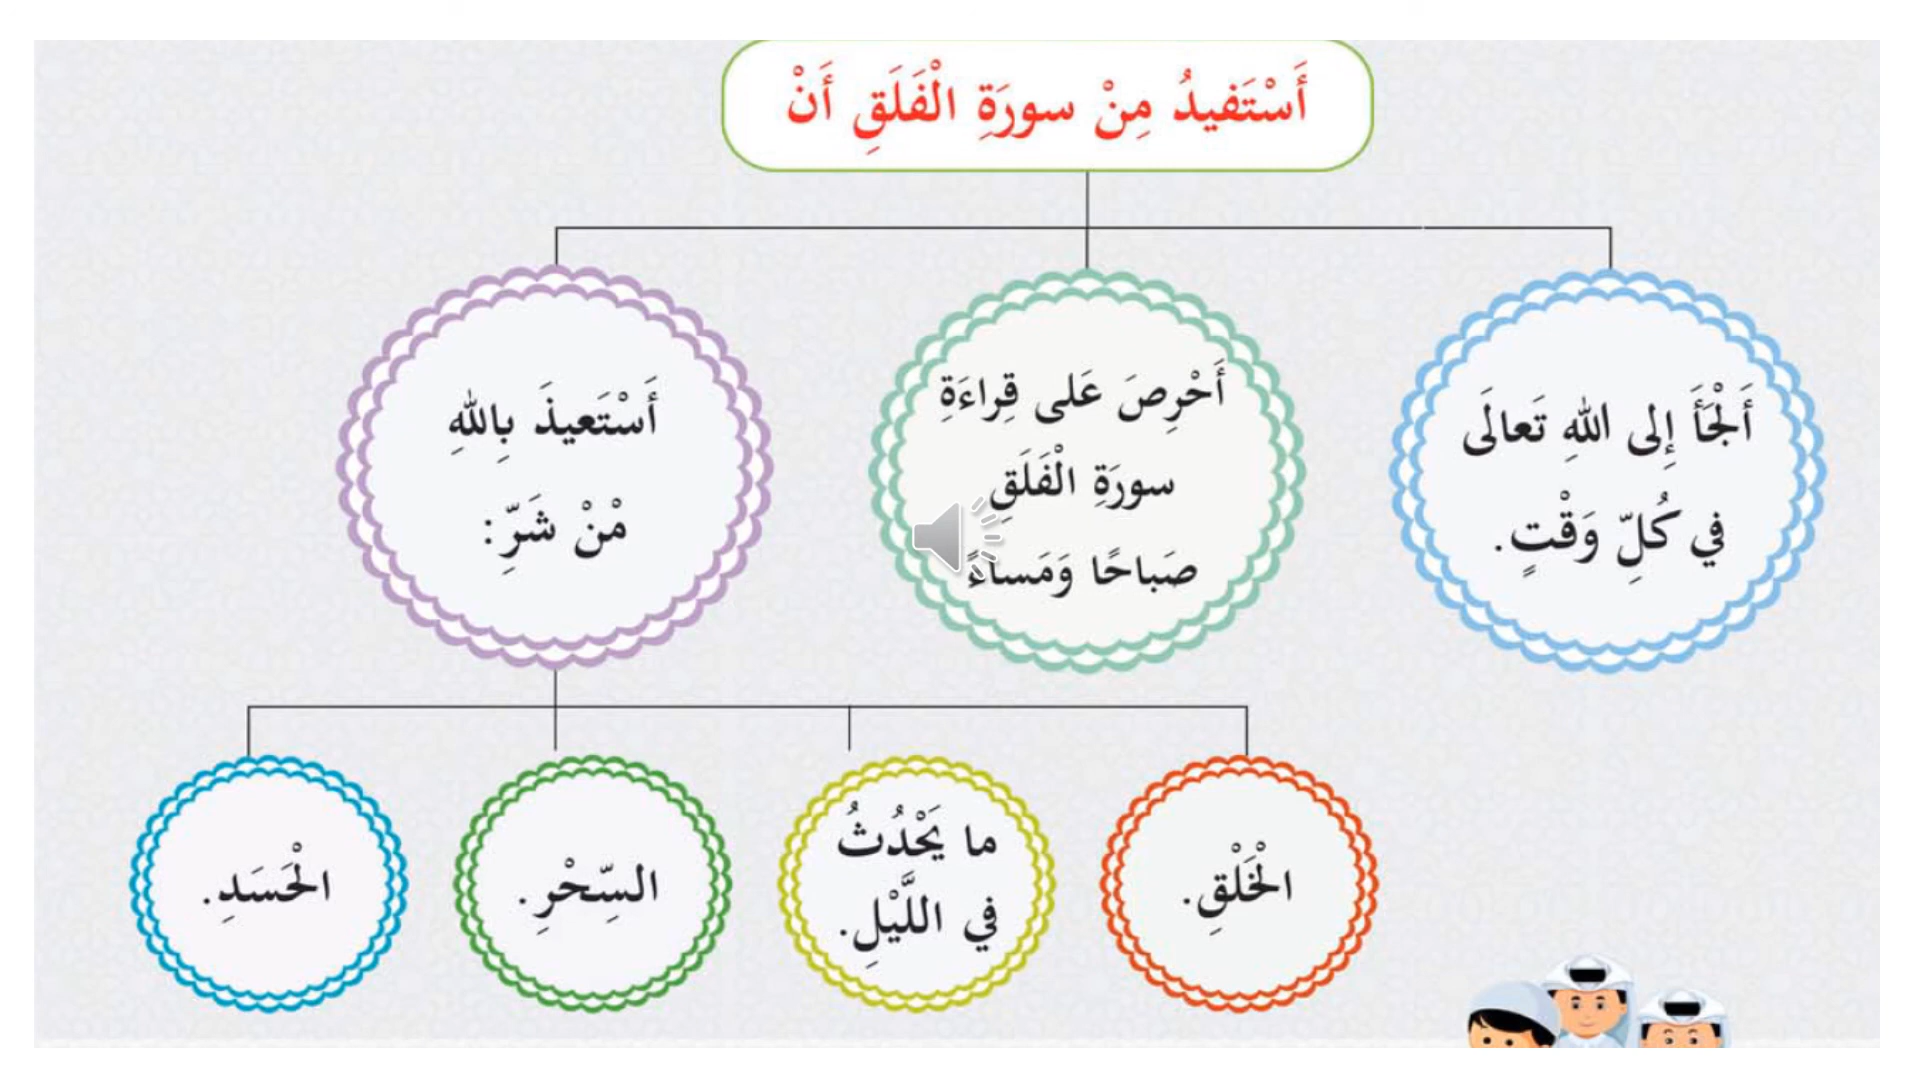 أَسْتَفيدُ مِنْ سورَةِ الْفَلَقِ أَنْ
أَلْجَأَ إِلى اللهِ تَعالَى
في كُلِّ وَقْتٍ.
أَحْرِصَ عَلى قِراءَةِ
سورَةِ الْفَلَقِ
صَباحًا وَمَساءً
أَسْتَعيذَ بِاللهِ
مْنْ شَرِّ:
الْخَلْقِ.
ما يَحْدُثُ
في اللَّيْلِ.
السِّحْرِ.
الْحَسَدِ.